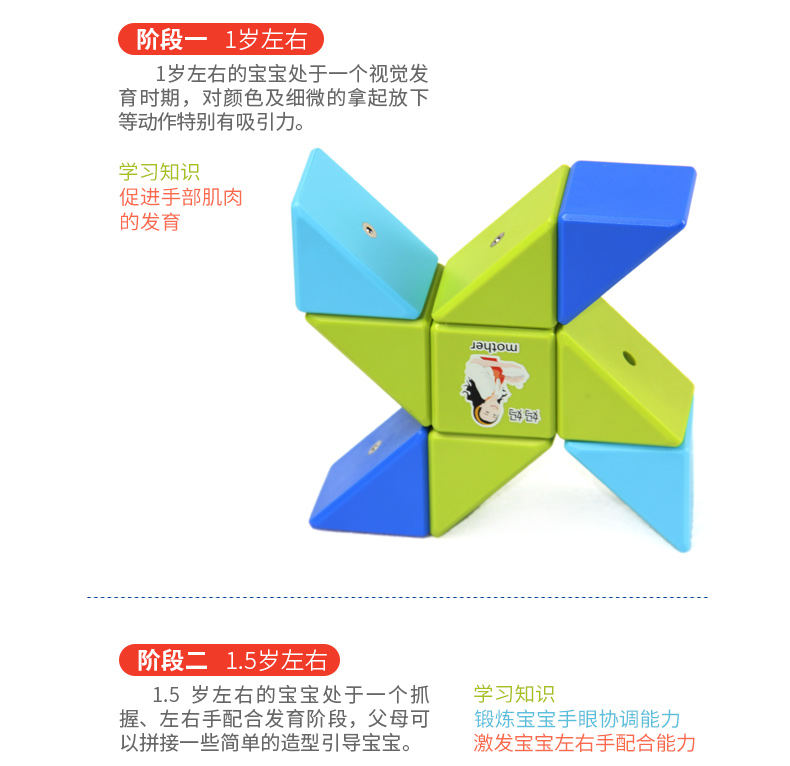 阶段一 1岁左右
1岁左右的宝宝处于一个视觉发
育时期，对颜色及细微的拿起放下
等动作特别有吸引力。
学习知识
促进手部肌肉
的发育
mother
妈妈
阶段二 1.5岁左右
1.5 岁左右的宝宝处于一个抓
握、左右手配合发育阶段，父母可
以拼接一些简单的造型引导宝宝。
学习知识
锻炼宝宝手眼协调能力
激发宝宝左右手配合能力